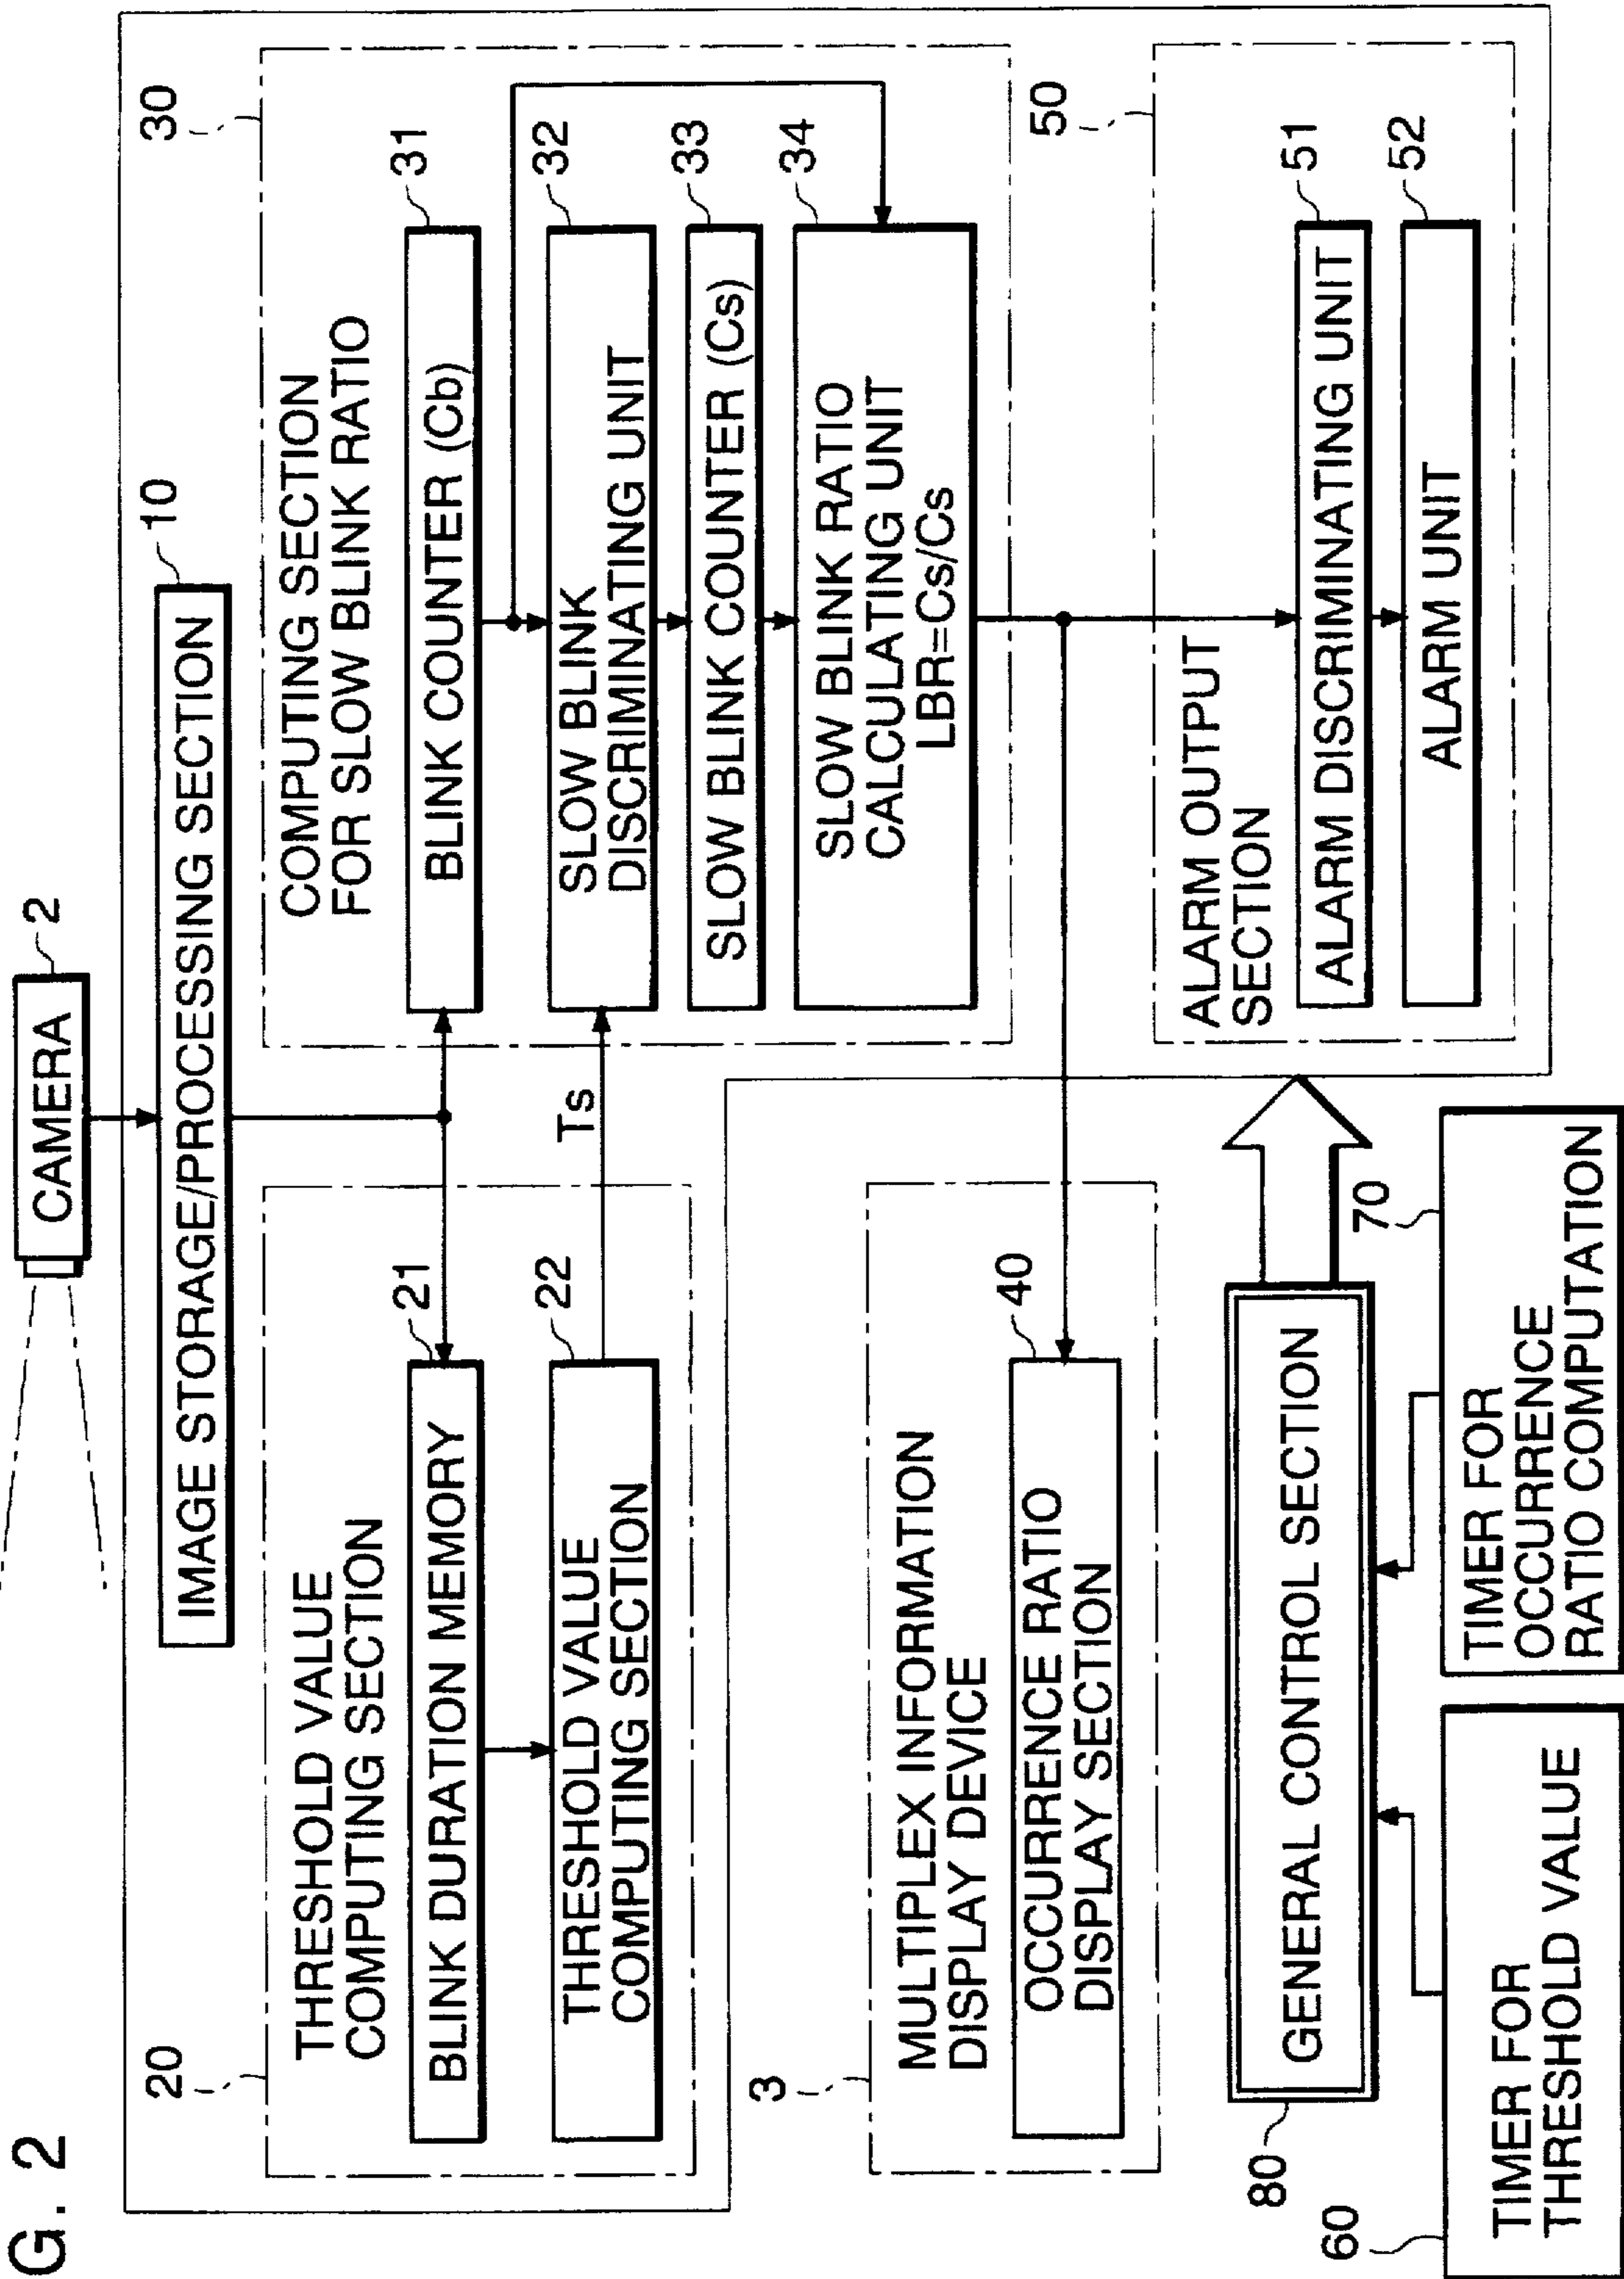 G. 2
CAMERA
2
IMAGE STORAGE/PROCESSING SECTION
10
20
THRESHOLD VALUE
COMPUTING SECTION
BLINK DURATION MEMORY
21
THRESHOLD VALUE
COMPUTING SECTION
22
Ts
30
COMPUTING SECTION
FOR SLOW BLINK RATIO
BLINK COUNTER (Cb)
31
SLOW BLINK
DISCRIMINATING UNIT
32
SLOW BLINK COUNTER (Cs)
33
SLOW BLINK RATIO
CALCULATING UNIT
LBR=Cs/Cs
34
3
MULTIPLEX INFORMATION
DISPLAY DEVICE
OCCURRENCE RATIO
DISPLAY SECTION
40
50
ALARM OUTPUT
SECTION
ALARM DISCRIMINATING UNIT
51
ALARM UNIT
52
80
GENERAL CONTROL SECTION
60
TIMER FOR
THRESHOLD VALUE
70
TIMER FOR
OCCURRENCE
RATIO COMPUTATION